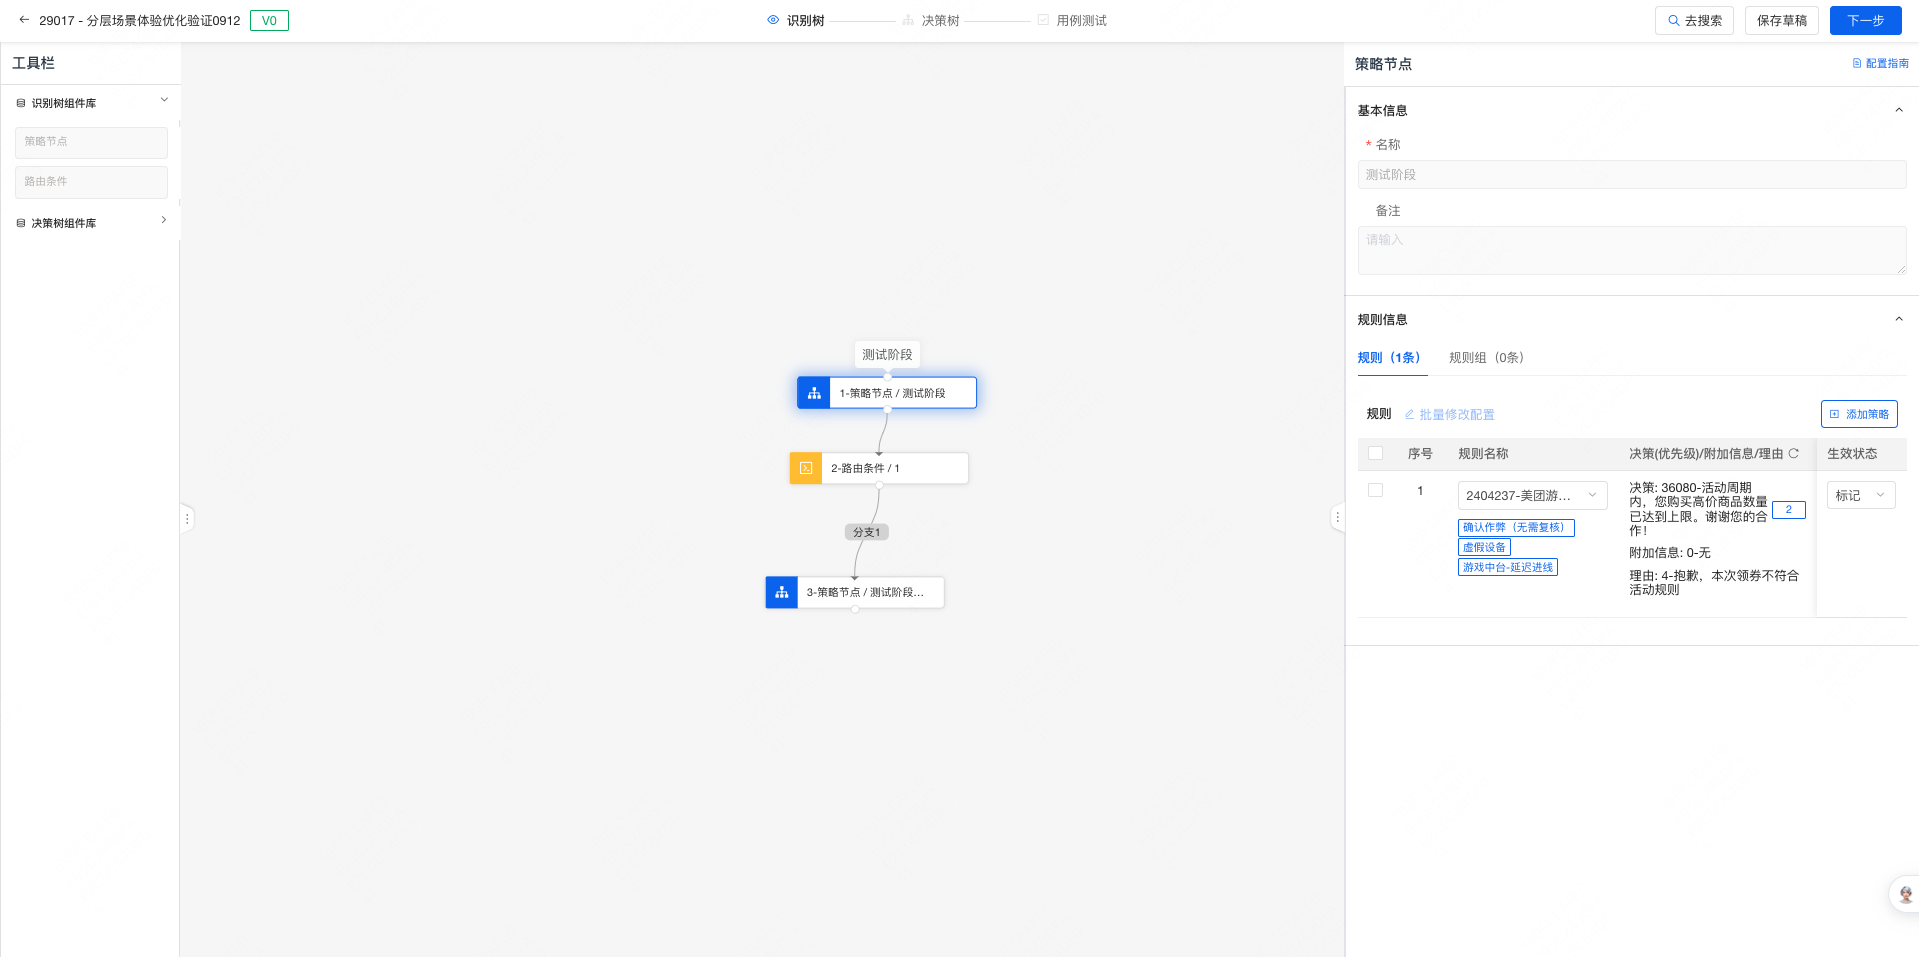 29017 - 分层场景体验优化验证0912 V0
识别树 决策树 用例测试
去搜索 保存草稿 下一步
工具栏
识别树组件库
策略节点
路由条件
决策树组件库
测试阶段
1-策略节点 / 测试阶段
2-路由条件 / 1
分支1
3-策略节点 / 测试阶段...
策略节点 配置指南
基本信息
* 名称
测试阶段
备注
请输入
规则信息
规则（1条） 规则组（0条）
规则 批量修改配置 添加策略
序号 规则名称 决策(优先级)/附加信息/理由 生效状态
1 2404237-美团游...
确认作弊（无需复核）
虚假设备
游戏中台-延迟进线
决策: 36080-活动周期
内，您购买高价商品数量
已达到上限。谢谢您的合
作！
2
附加信息: 0-无
理由: 4-抱歉，本次领券不符合
活动规则
标记